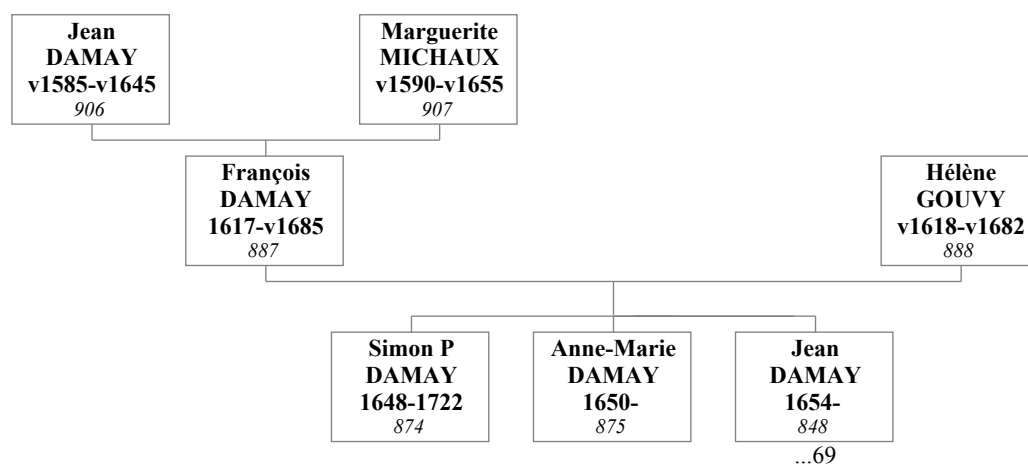 Jean
DAMAY
v1585-v1645
906
Marguerite
MICHAUX
v1590-v1655
907
François
DAMAY
1617-v1685
887
Hélène
GOUVY
v1618-v1682
888
Simon P
DAMAY
1648-1722
874
Anne-Marie
DAMAY
1650-
875
Jean
DAMAY
1654-
848
...69